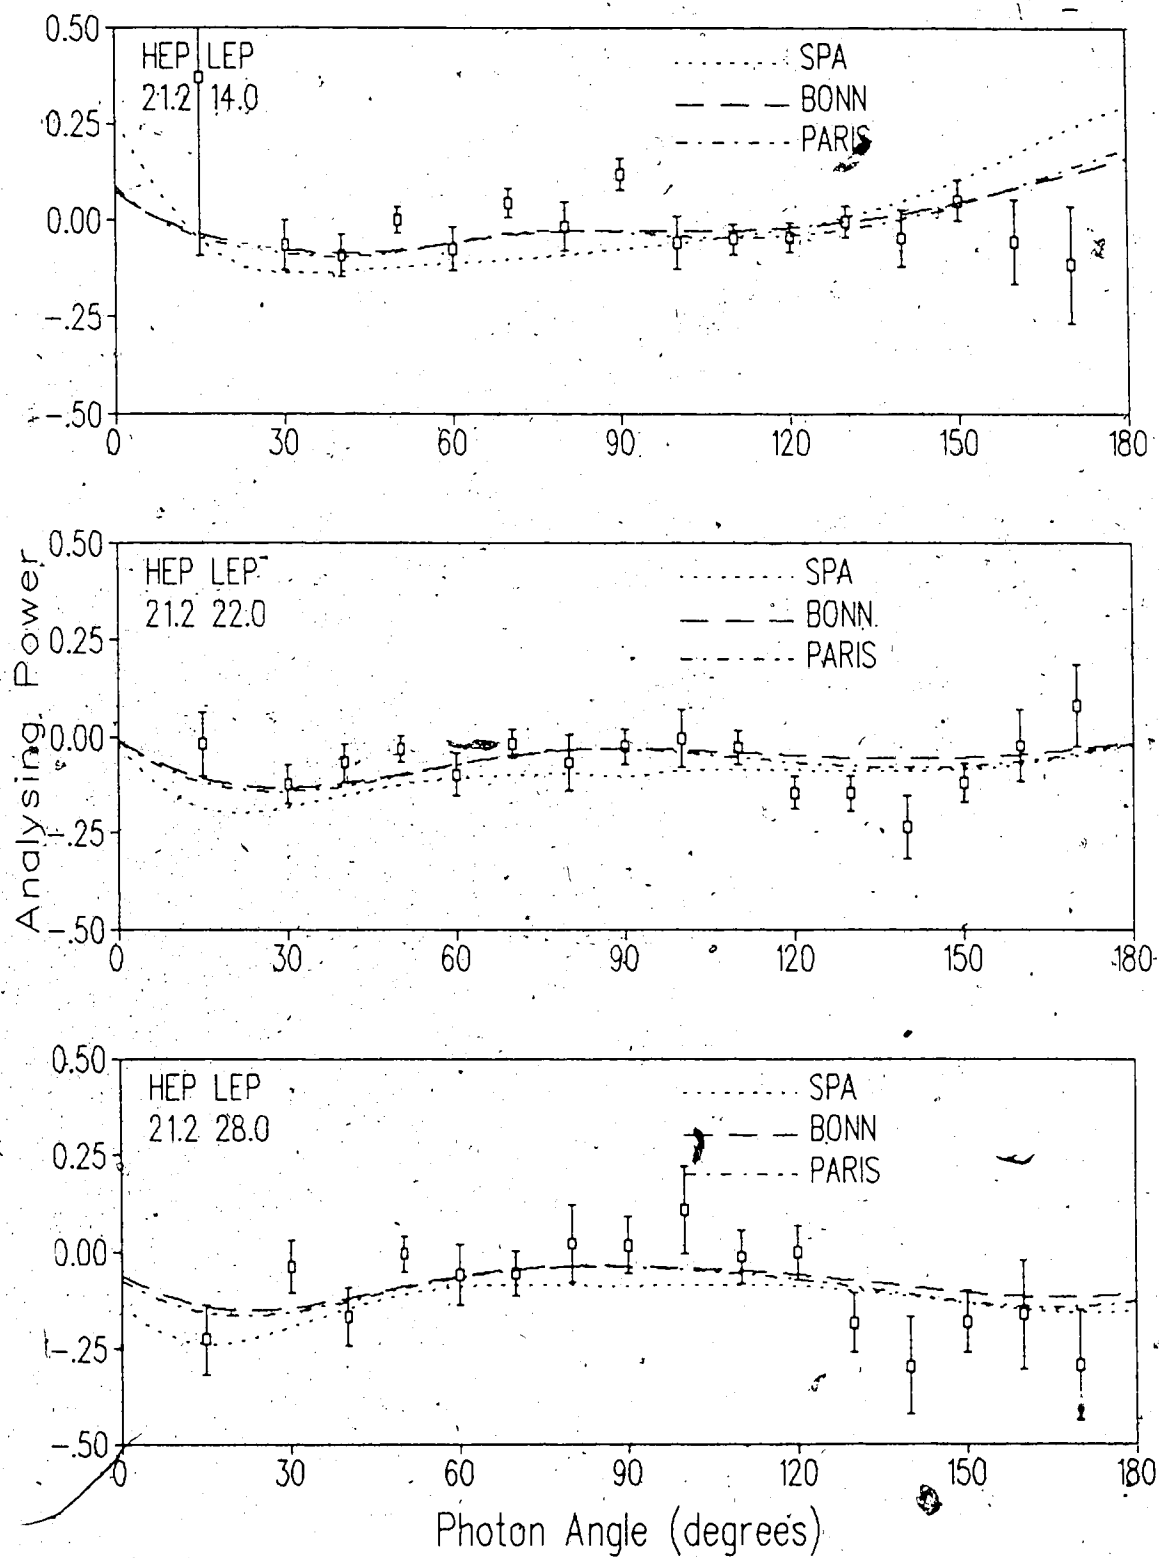 0.50
0.25
0.00
-.25
-.50
HEP LEP
21.2 14.0
SPA
BONN
PARIS
0 30 60 90 120 150 180
Analysing Power
0.50
0.25
0.00
-.25
-.50
HEP LEP
21.2 22.0
SPA
BONN
PARIS
0 30 60 90 120 150 180
0.50
0.25
0.00
-.25
-.50
HEP LEP
21.2 28.0
SPA
BONN
PARIS
0 30 60 90 120 150 180
Photon Angle (degrees)